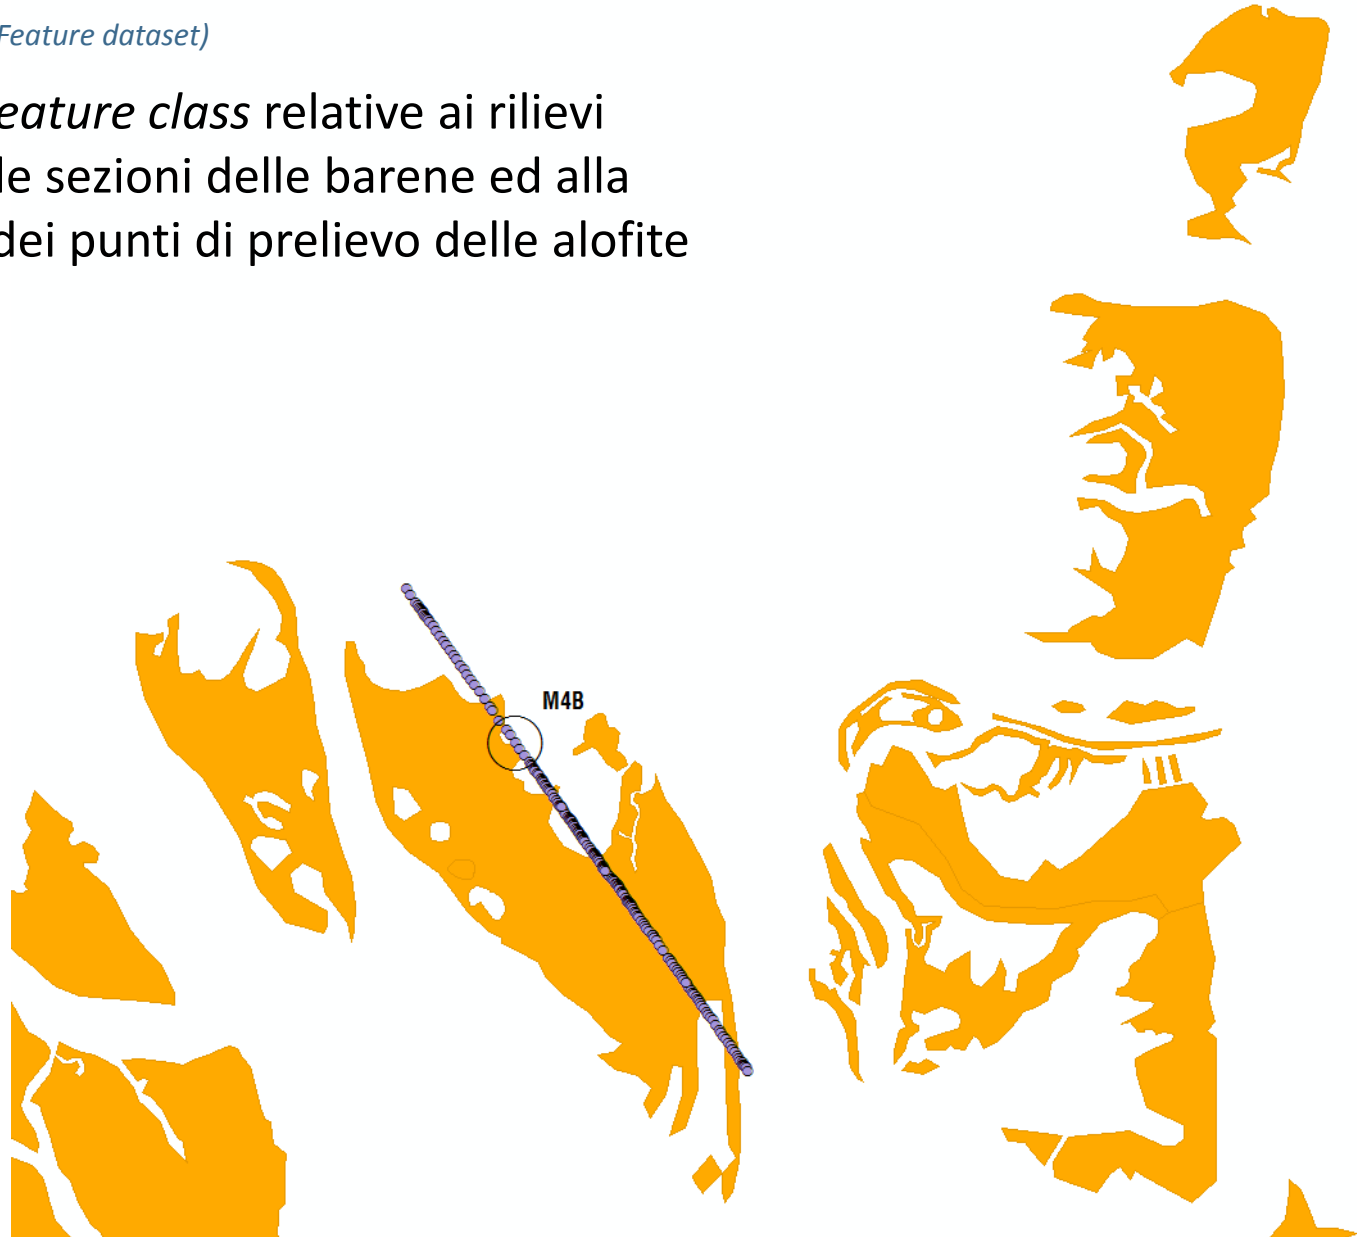 Feature dataset)
eature class relative ai rilievi
le sezioni delle barene ed alla
dei punti di prelievo delle alofite
M4B